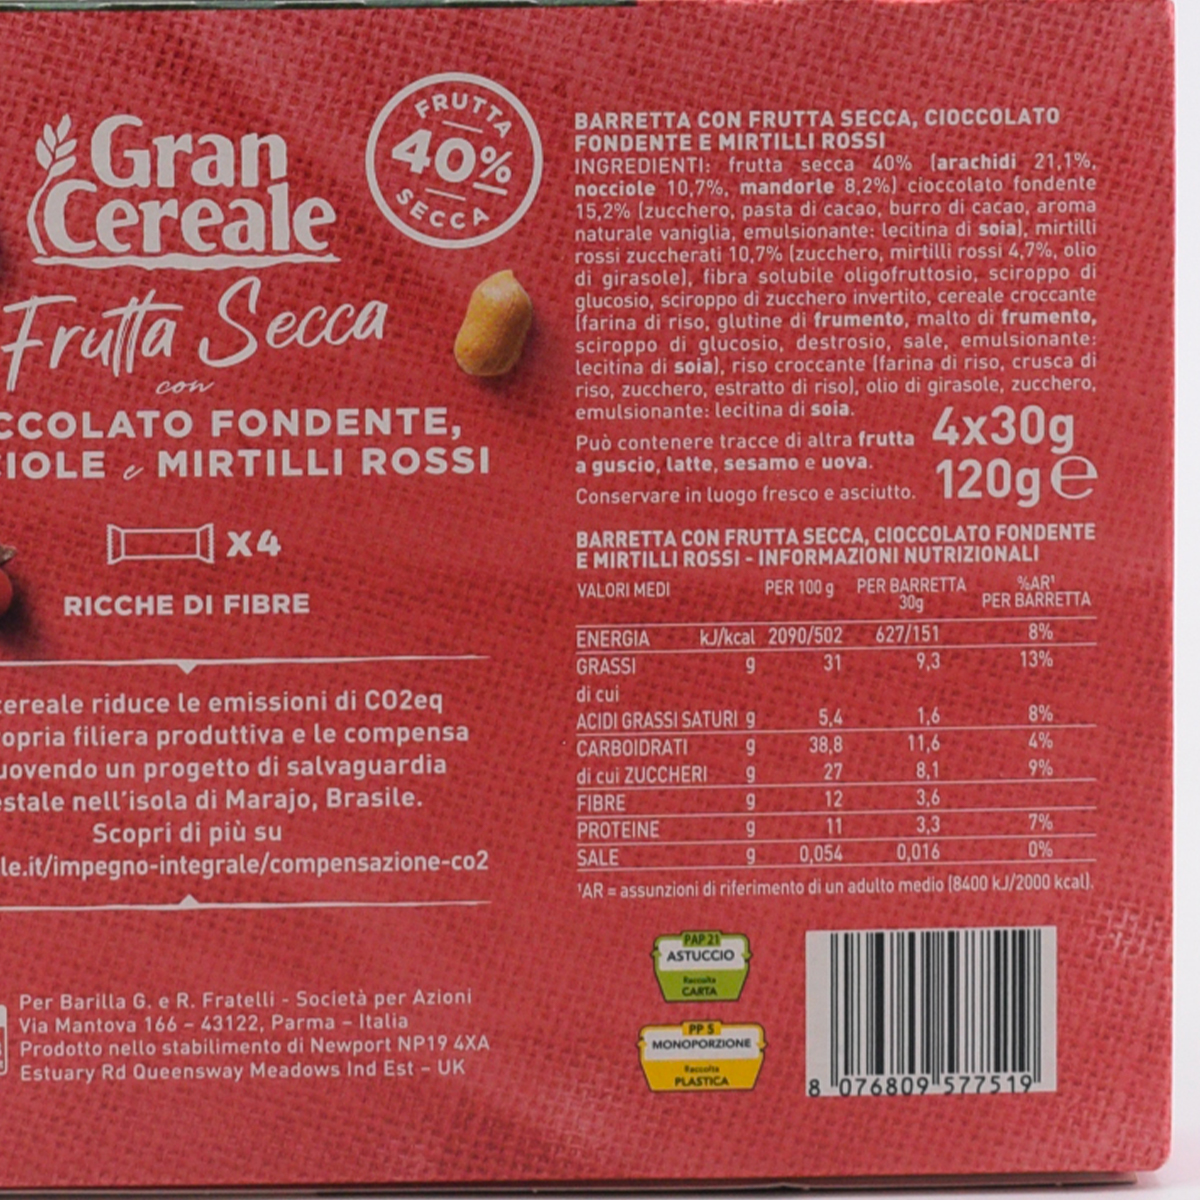 Gran
Cereale
FRUTTA
40%
SECCA
Frutta Secca
con
CCOLATO FONDENTE,
IOLE e MIRTILLI ROSSI
X4
RICCHE DI FIBRE
cereale riduce le emissioni di CO2eq
opria filiera produttiva e le compensa
uovendo un progetto di salvaguardia
estale nell'isola di Marajo, Brasile.
Scopri di più su
le.it/impegno-integrale/compensazione-co2
Per Barilla G. e R. Fratelli - Società per Azioni
Via Mantova 166 – 43122, Parma – Italia
Prodotto nello stabilimento di Newport NP19 4XA
Estuary Rd Queensway Meadows Ind Est – UK
BARRETTA CON FRUTTA SECCA, CIOCCOLATO
FONDENTE E MIRTILLI ROSSI
INGREDIENTI: frutta secca 40% (arachidi 21,1%,
nocciole 10,7%, mandorle 8,2%) cioccolato fondente
15,2% (zucchero, pasta di cacao, burro di cacao, aroma
naturale vaniglia, emulsionante: lecitina di soia), mirtilli
rossi zuccherati 10,7% (zucchero, mirtilli rossi 4,7%, olio
di girasole), fibra solubile oligofruttosio, sciroppo di
glucosio, sciroppo di zucchero invertito, cereale croccante
(farina di riso, glutine di frumento, malto di frumento,
sciroppo di glucosio, destrosio, sale, emulsionante:
lecitina di soia), riso croccante (farina di riso, crusca di
riso, zucchero, estratto di riso), olio di girasole, zucchero,
emulsionante: lecitina di soia.
Può contenere tracce di altra frutta
a guscio, latte, sesamo e uova.
Conservare in luogo fresco e asciutto.
4x30g
120g e
BARRETTA CON FRUTTA SECCA, CIOCCOLATO FONDENTE
E MIRTILLI ROSSI - INFORMAZIONI NUTRIZIONALI
VALORI MEDI PER 100 g PER BARRETTA 30g %AR¹ PER BARRETTA
ENERGIA kJ/kcal 2090/502 627/151 8%
GRASSI g 31 9,3 13%
di cui
ACIDI GRASSI SATURI g 5,4 1,6 8%
CARBOIDRATI g 38,8 11,6 4%
di cui ZUCCHERI g 27 8,1 9%
FIBRE g 12 3,6
PROTEINE g 11 3,3 7%
SALE g 0,054 0,016 0%
¹AR = assunzioni di riferimento di un adulto medio (8400 kJ/2000 kcal).
PAP 21
ASTUCCIO
Raccolta
CARTA
PP 5
MONOPORZIONE
Raccolta
PLASTICA
8 076809 577519